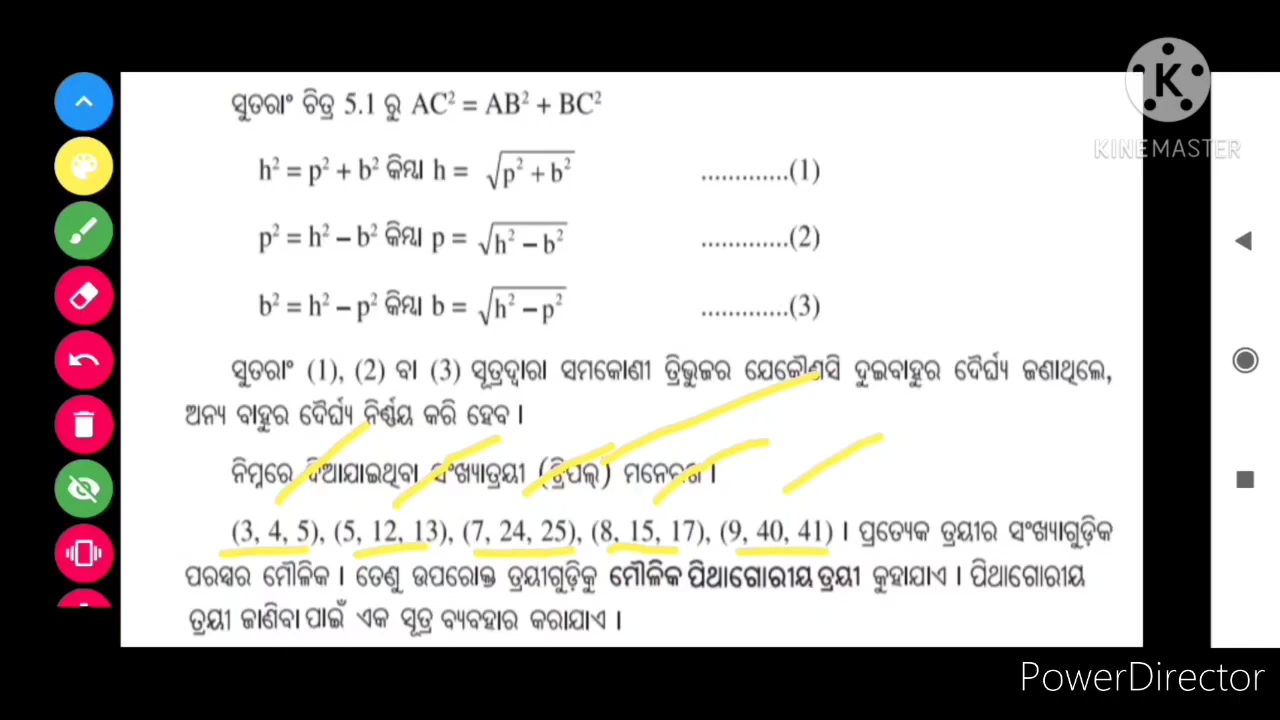 KINEMASTER
ସୁତରାଂ ଚିତ୍ର 5.1 ରୁ AC² = AB² + BC²
h² = p² + b² କିମ୍ବା h = √(p² + b²) .............(1)
p² = h² – b² କିମ୍ବା p = √(h² – b²) .............(2)
b² = h² – p² କିମ୍ବା b = √(h² – p²) .............(3)
ସୁତରାଂ (1), (2) ବା (3) ସୂତ୍ରଦ୍ୱାରା ସମକୋଣୀ ତ୍ରିଭୁଜର ଯେକୌଣସି ଦୁଇବାହୁର ଦୈର୍ଘ୍ୟ ଜଣାଥିଲେ,
ଅନ୍ୟ ବାହୁର ଦୈର୍ଘ୍ୟ ନିର୍ଣ୍ଣୟ କରି ହେବ ।
ନିମ୍ନରେ ଦିଆଯାଇଥିବା ସଂଖ୍ୟାତ୍ରୟୀ (ଟ୍ରିପଲ୍) ମନେରଖ ।
(3, 4, 5), (5, 12, 13), (7, 24, 25), (8, 15, 17), (9, 40, 41) । ପ୍ରତ୍ୟେକ ତ୍ରୟୀର ସଂଖ୍ୟାଗୁଡ଼ିକ
ପରସ୍ପର ମୌଳିକ । ତେଣୁ ଉପରୋକ୍ତ ତ୍ରୟୀଗୁଡ଼ିକୁ ମୌଳିକ ପିଥାଗୋରୀୟ ତ୍ରୟୀ କୁହାଯାଏ । ପିଥାଗୋରୀୟ
ତ୍ରୟୀ ଜାଣିବା ପାଇଁ ଏକ ସୂତ୍ର ବ୍ୟବହାର କରାଯାଏ ।
PowerDirector